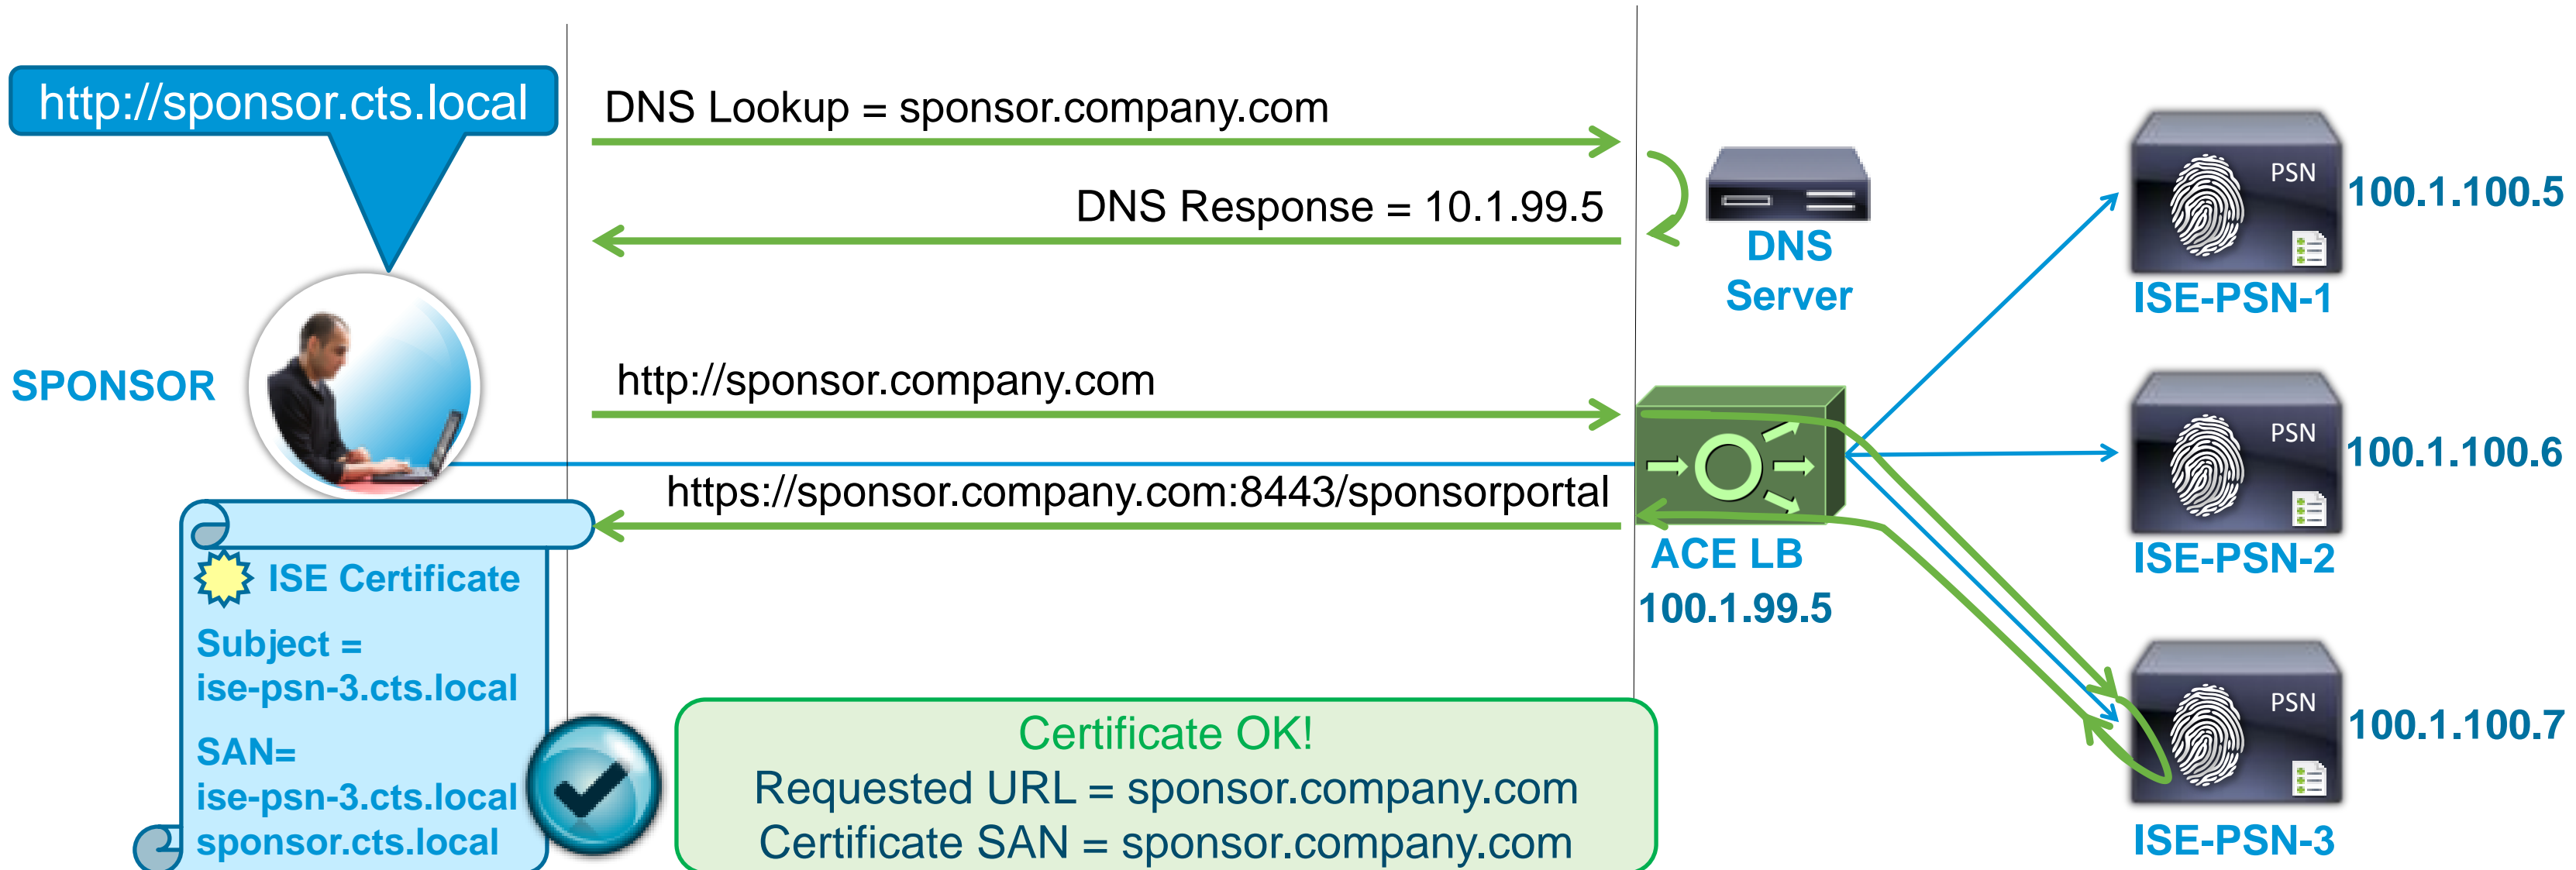 http://sponsor.cts.local
DNS Lookup = sponsor.company.com
DNS Response = 10.1.99.5
DNS
Server
PSN
100.1.100.5
ISE-PSN-1
SPONSOR
http://sponsor.company.com
https://sponsor.company.com:8443/sponsorportal
ACE LB
100.1.99.5
PSN
100.1.100.6
ISE-PSN-2
ISE Certificate
Subject =
ise-psn-3.cts.local
SAN=
ise-psn-3.cts.local
sponsor.cts.local
Certificate OK!
Requested URL = sponsor.company.com
Certificate SAN = sponsor.company.com
PSN
100.1.100.7
ISE-PSN-3